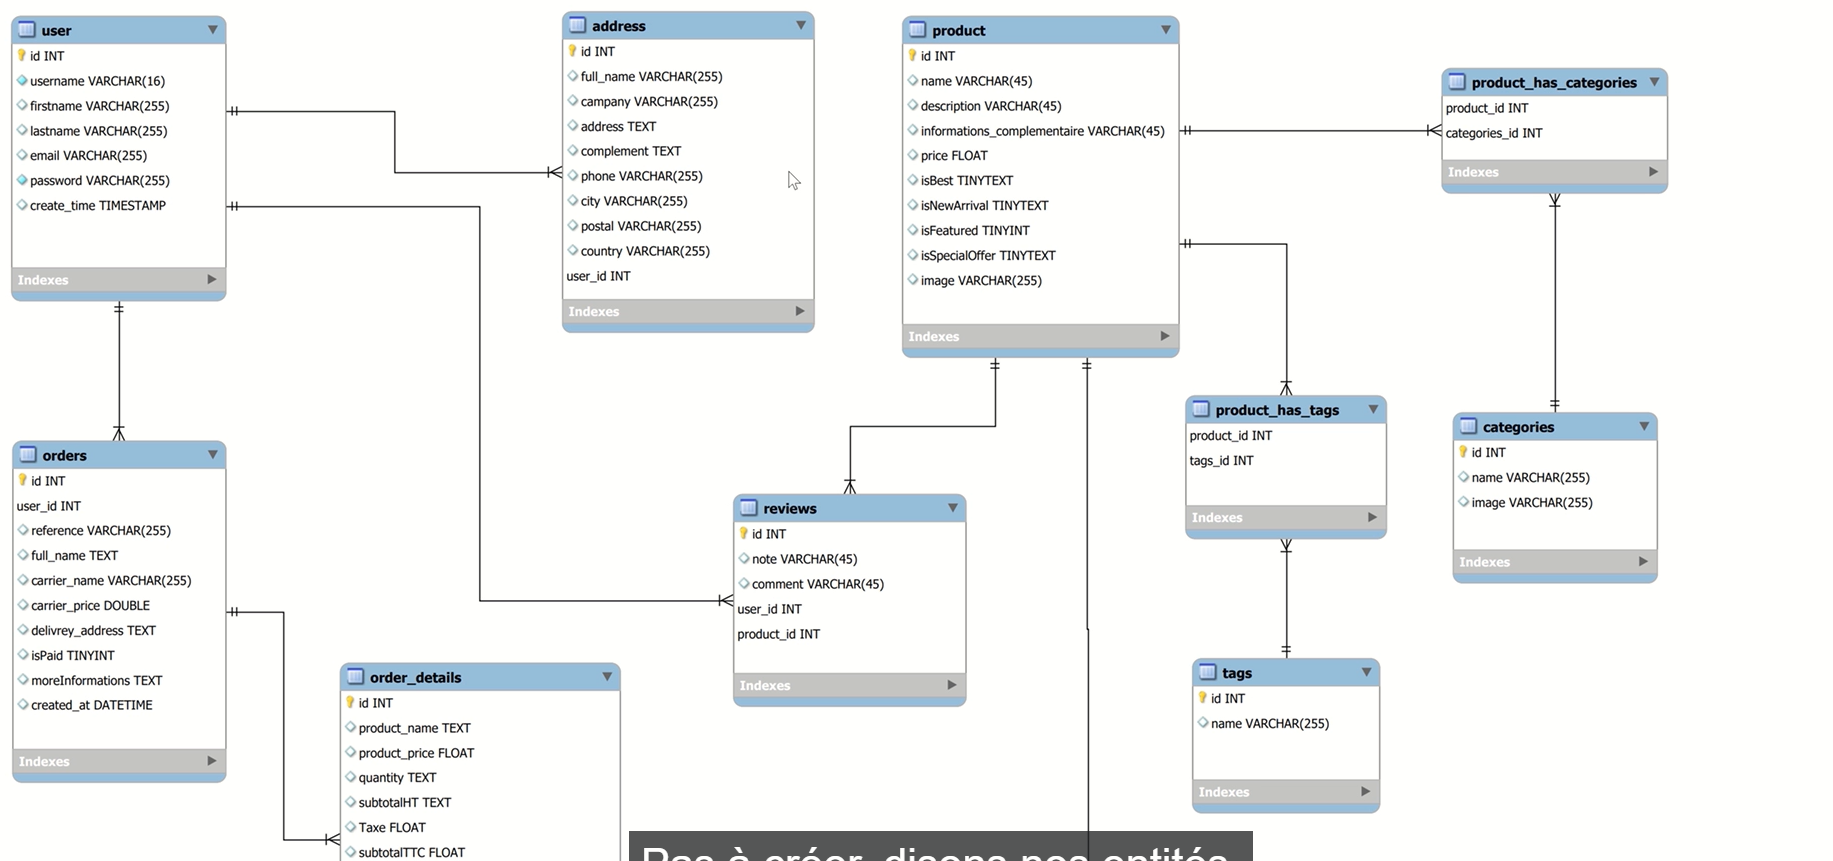 user
id INT
username VARCHAR(16)
firstname VARCHAR(255)
lastname VARCHAR(255)
email VARCHAR(255)
password VARCHAR(255)
create_time TIMESTAMP
Indexes
address
id INT
full_name VARCHAR(255)
campany VARCHAR(255)
address TEXT
complement TEXT
phone VARCHAR(255)
city VARCHAR(255)
postal VARCHAR(255)
country VARCHAR(255)
user_id INT
Indexes
product
id INT
name VARCHAR(45)
description VARCHAR(45)
informations_complementaire VARCHAR(45)
price FLOAT
isBest TINYTEXT
isNewArrival TINYTEXT
isFeatured TINYINT
isSpecialOffer TINYTEXT
image VARCHAR(255)
Indexes
product_has_categories
product_id INT
categories_id INT
Indexes
orders
id INT
user_id INT
reference VARCHAR(255)
full_name TEXT
carrier_name VARCHAR(255)
carrier_price DOUBLE
delivrey_address TEXT
isPaid TINYINT
moreInformations TEXT
created_at DATETIME
Indexes
order_details
id INT
product_name TEXT
product_price FLOAT
quantity TEXT
subtotalHT TEXT
Taxe FLOAT
subtotalTTC FLOAT
reviews
id INT
note VARCHAR(45)
comment VARCHAR(45)
user_id INT
product_id INT
Indexes
product_has_tags
product_id INT
tags_id INT
Indexes
categories
id INT
name VARCHAR(255)
image VARCHAR(255)
Indexes
tags
id INT
name VARCHAR(255)
Indexes
Pas à créer, disons nos entités